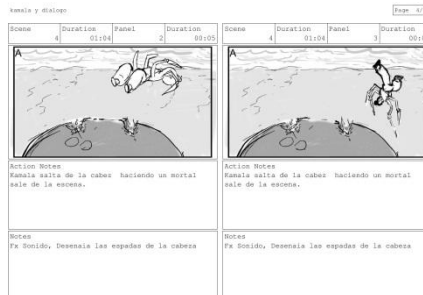 kamala y dialogo
Page 4/
Scene Duration Panel Duration
4 01:04 2 00:05
Scene Duration Panel Duration
4 01:04 3 00:0
A
A
Action Notes
Kamala salta de la cabez haciendo un mortal
sale de la escena.
Action Notes
Kamala salta de la cabez haciendo un mortal
sale de la escena.
Notes
Fx Sonido, Desenaia las espadas de la cabeza
Notes
Fx Sonido, Desenaia las espadas de la cabeza